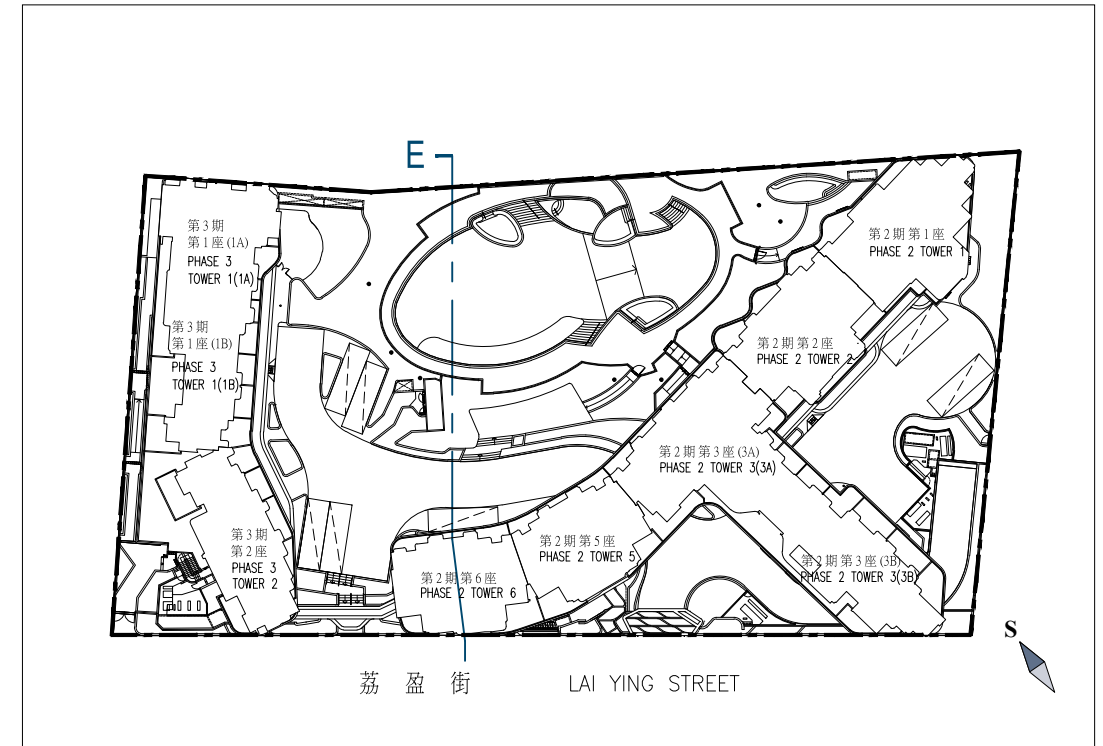 E
第3期
第1座 (1A)
PHASE 3
TOWER 1(1A)
第3期
第1座 (1B)
PHASE 3
TOWER 1(1B)
第2期第1座
PHASE 2 TOWER 1
第2期第2座
PHASE 2 TOWER 2
第2期第3座 (3A)
PHASE 2 TOWER 3(3A)
第3期
第2座
PHASE 3
TOWER 2
第2期第5座
PHASE 2 TOWER 5
第2期第6座
PHASE 2 TOWER 6
第2期第3座 (3B)
PHASE 2 TOWER 3(3B)
S
荔盈街 LAI YING STREET